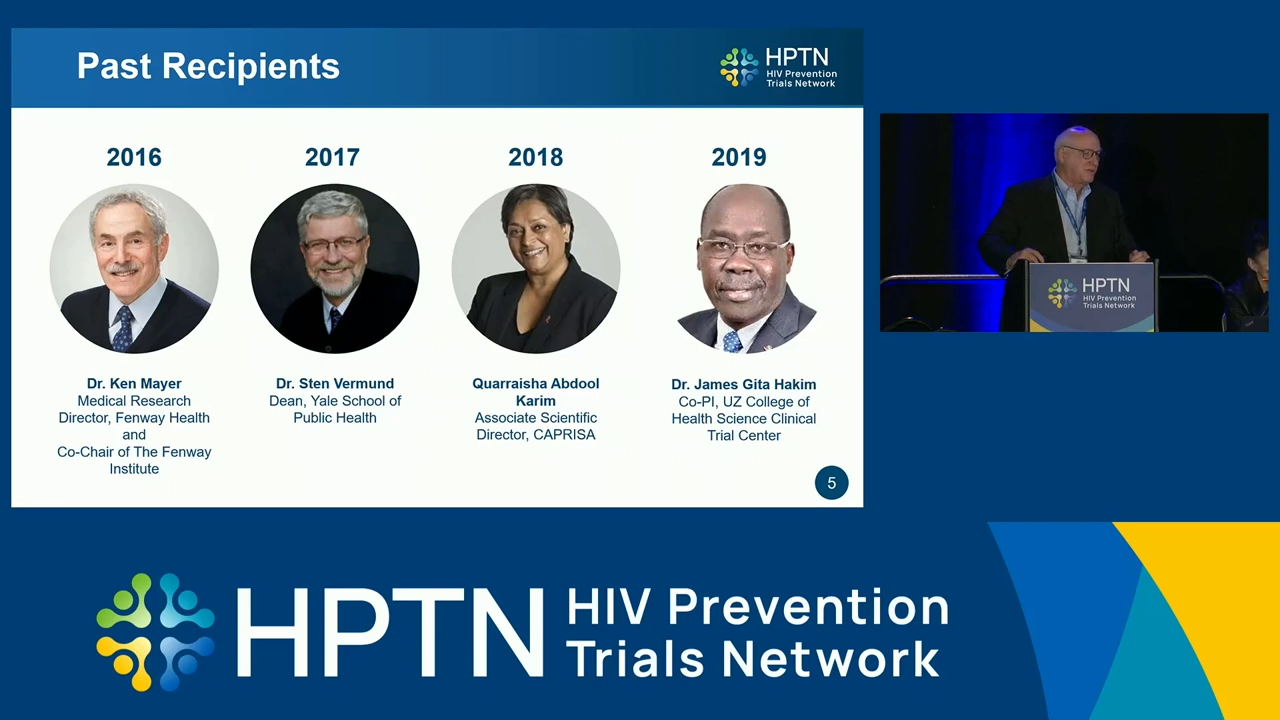 Past Recipients
HPTN
HIV Prevention
Trials Network
2016
2017
2018
2019
Dr. Ken Mayer
Medical Research
Director, Fenway Health
and
Co-Chair of The Fenway
Institute
Dr. Sten Vermund
Dean, Yale School of
Public Health
Quarraisha Abdool
Karim
Associate Scientific
Director, CAPRISA
Dr. James Gita Hakim
Co-PI, UZ College of
Health Science Clinical
Trial Center
5
HPTN
HIV Prevention
Trials Network
HPTN
HIV Prevention
Trials Network